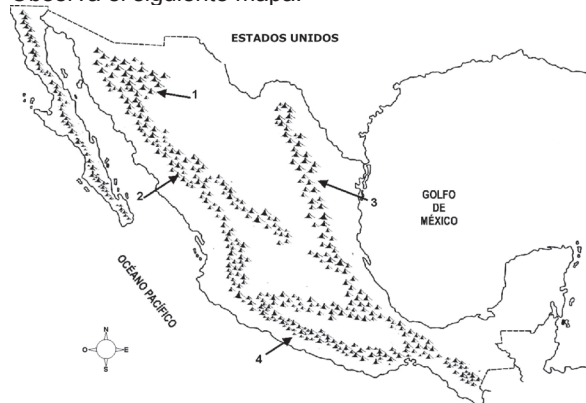 Observa el siguiente mapa.
ESTADOS UNIDOS
1
2
3
GOLFO
DE
MÉXICO
OCÉANO PACÍFICO
N
O
E
S
4